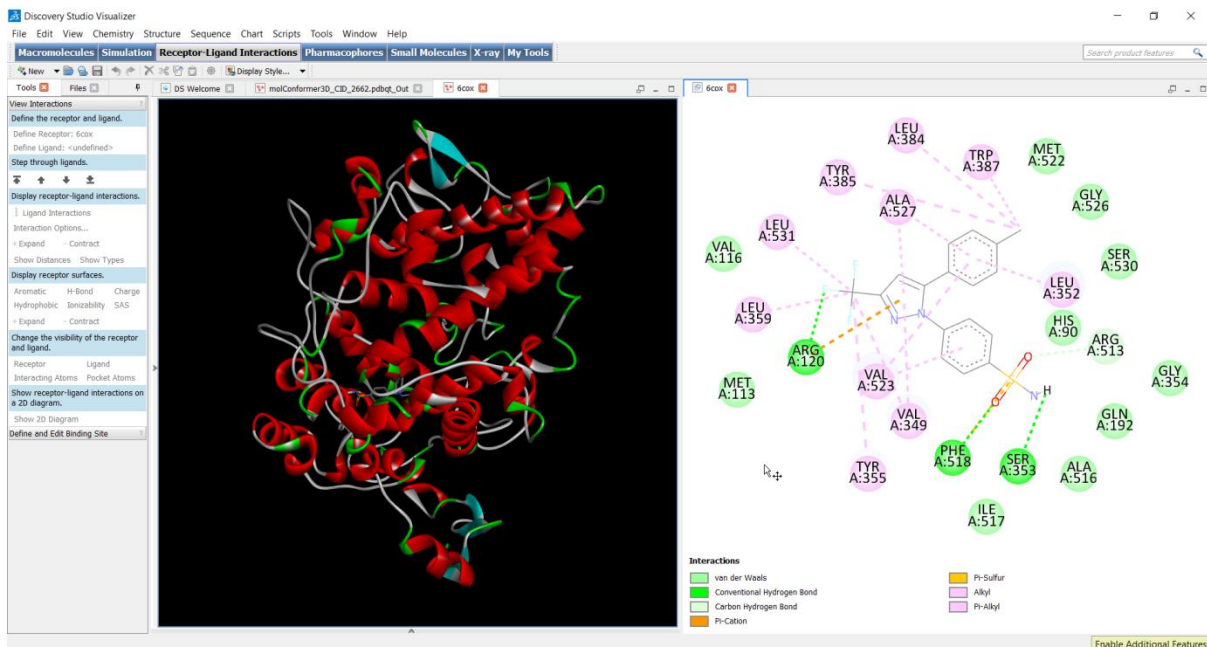 Discovery Studio Visualizer
File Edit View Chemistry Structure Sequence Chart Scripts Tools Window Help
Macromolecules Simulation Receptor-Ligand Interactions Pharmacophores Small Molecules X-ray My Tools
Search product features
New Display Style...
Tools Files
DS Welcome molConformer3D_CID_2662.pdbqt_Out 6cox
6cox
View Interactions
Define the receptor and ligand.
Define Receptor: 6cox
Define Ligand: <undefined>
Step through ligands.
Display receptor-ligand interactions.
Ligand Interactions
Interaction Options...
+ Expand - Contract
Show Distances Show Types
Display receptor surfaces.
Aromatic H-Bond Charge
Hydrophobic Ionizability SAS
+ Expand - Contract
Change the visibility of the receptor
and ligand.
Receptor Ligand
Interacting Atoms Pocket Atoms
Show receptor-ligand interactions on
a 2D diagram.
Show 2D Diagram
Define and Edit Binding Site
LEU
A:384
TRP
A:387
MET
A:522
TYR
A:385
ALA
A:527
GLY
A:526
LEU
A:531
VAL
A:116
SER
A:530
LEU
A:352
LEU
A:359
HIS
A:90
ARG
A:120
ARG
A:513
VAL
A:523
GLY
A:354
MET
A:113
VAL
A:349
GLN
A:192
PHE
A:518
SER
A:353
ALA
A:516
TYR
A:355
ILE
A:517
F
N
N
O
O
N
H
Interactions
van der Waals
Conventional Hydrogen Bond
Carbon Hydrogen Bond
Pi-Cation
Pi-Sulfur
Alkyl
Pi-Alkyl
Enable Additional Features